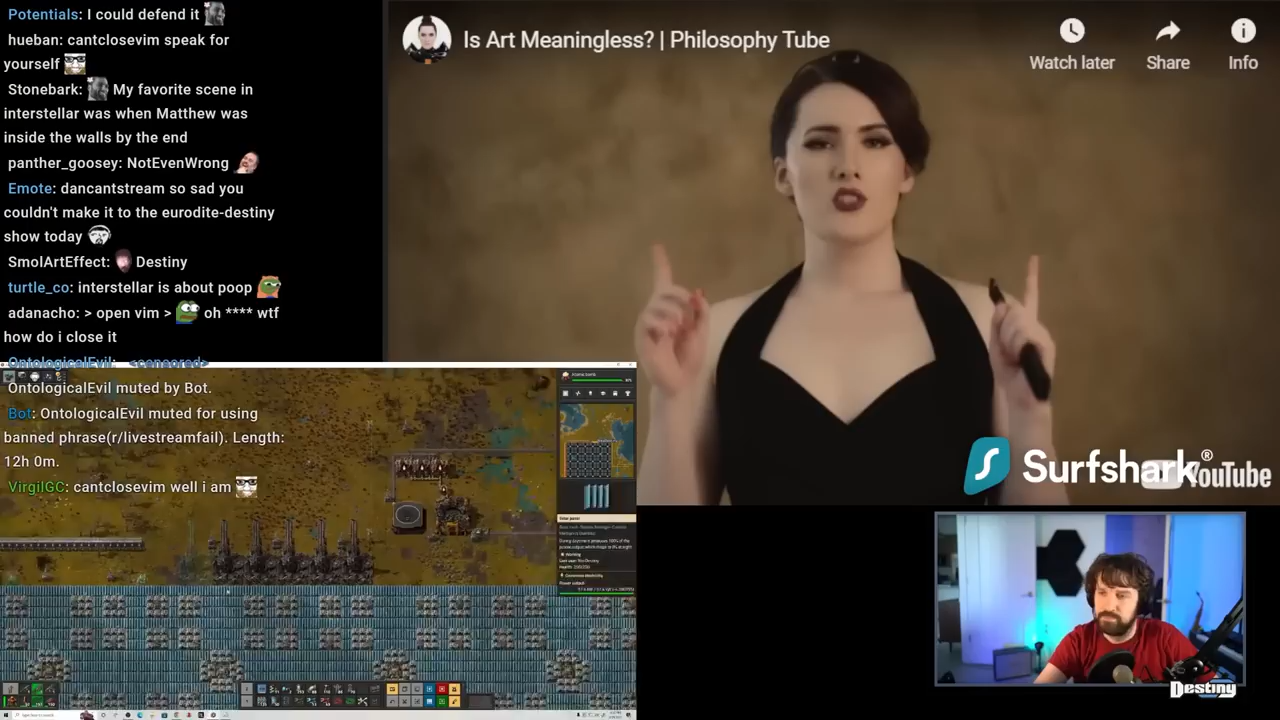 Potentials: I could defend it
hueban: cantclosevim speak for
yourself
Stonebark: My favorite scene in
interstellar was when Matthew was
inside the walls by the end
panther_goosey: NotEvenWrong
Emote: dancantstream so sad you
couldn't make it to the eurodite-destiny
show today
SmolArtEffect: Destiny
turtle_co: interstellar is about poop
adanacho: > open vim > oh **** wtf
how do i close it
OntologicalEvil: <censored>
OntologicalEvil muted by Bot.
Bot: OntologicalEvil muted for using
banned phrase(r/livestreamfail). Length:
12h 0m.
VirgilGC: cantclosevim well i am
Is Art Meaningless? | Philosophy Tube
Watch later
Share
Info
Surfshark®
YouTube
Destiny